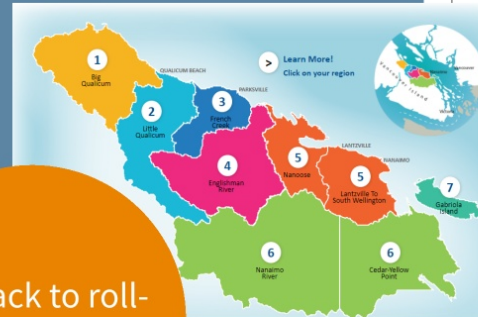 1
Big
Qualicum
QUALICUM BEACH
>
Learn More!
Click on your region
Vancouver Island
2
Little
Qualicum
3
French
Creek
PARKSVILLE
4
Englishman
River
5
Nanoose
LANTZVILLE
NANAIMO
5
Lantzville To
South Wellington
7
Gabriola
Island
6
Nanaimo
River
6
Cedar-Yellow
Point
ack to roll-